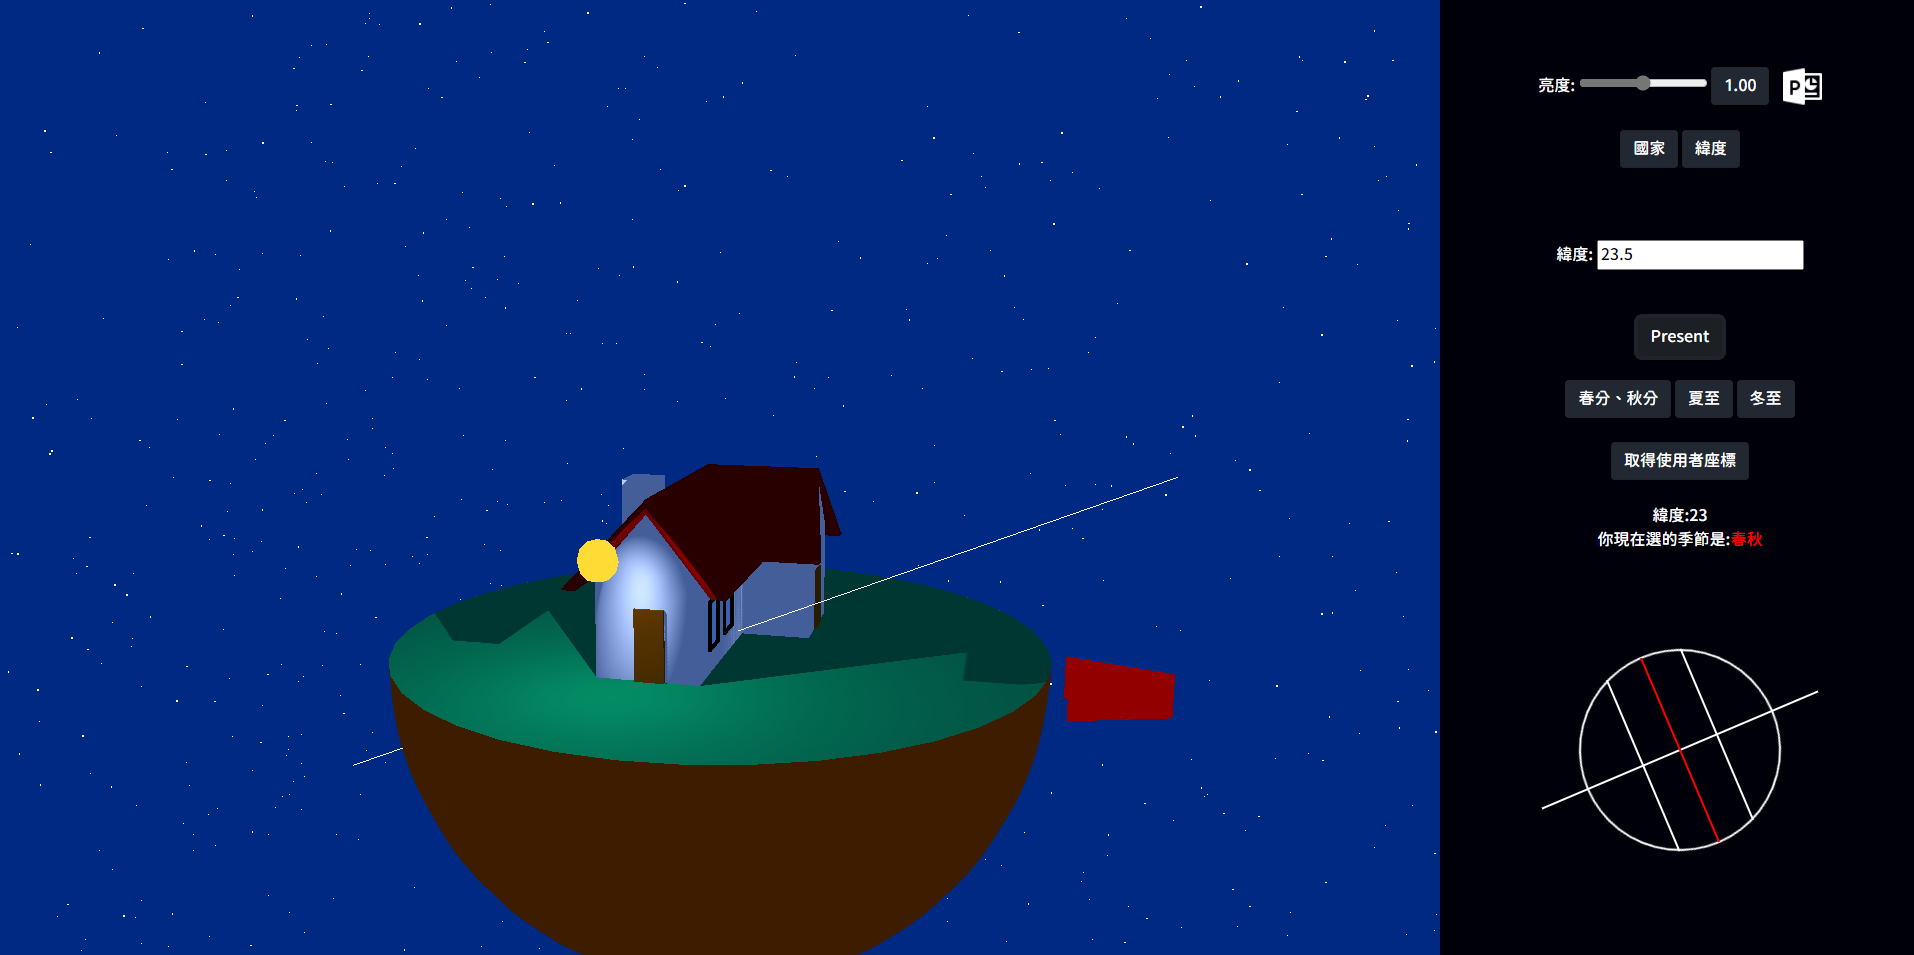 亮度: 1.00 P
國家 緯度
緯度: 23.5
Present
春分、秋分 夏至 冬至
取得使用者座標
緯度:23
你現在選的季節是:春秋